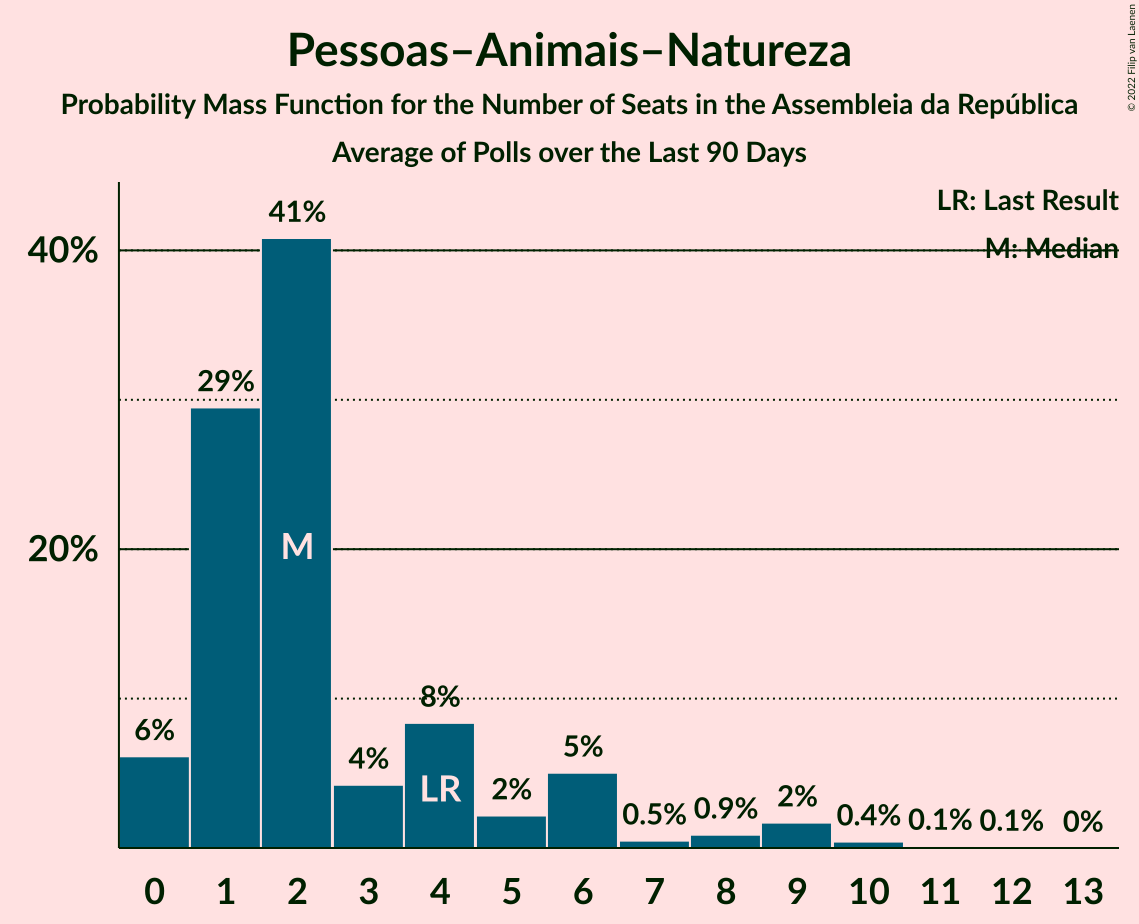 Pessoas–Animais–Natureza
Probability Mass Function for the Number of Seats in the Assembleia da República
Average of Polls over the Last 90 Days
© 2022 Filip van Laenen
LR: Last Result
M: Median
40%
20%
6%
29%
41%
4%
8%
2%
5%
0.5%
0.9%
2%
0.4%
0.1%
0.1%
0%
M
LR
0 1 2 3 4 5 6 7 8 9 10 11 12 13